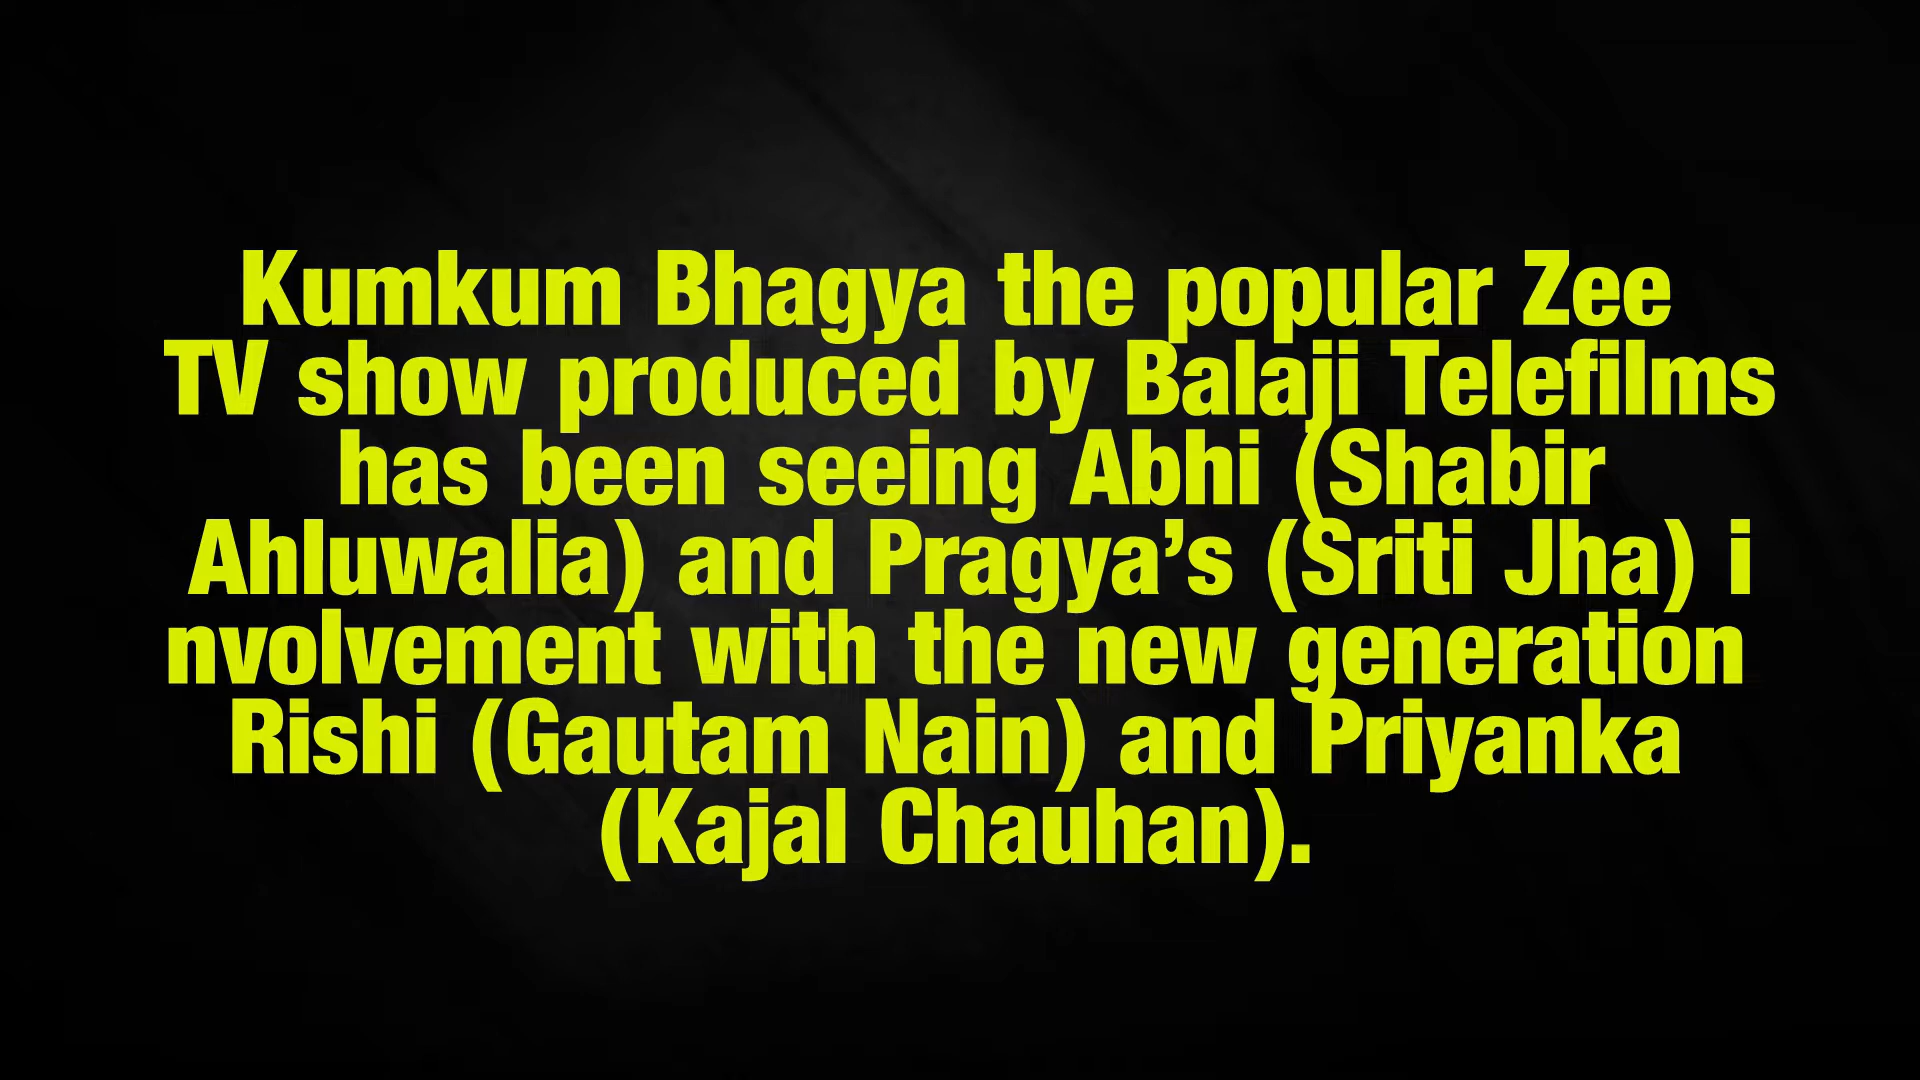 Kumkum Bhagya the popular Zee
TV show produced by Balaji Telefilms
has been seeing Abhi (Shabir
Ahluwalia) and Pragya’s (Sriti Jha) i
nvolvement with the new generation
Rishi (Gautam Nain) and Priyanka
(Kajal Chauhan).